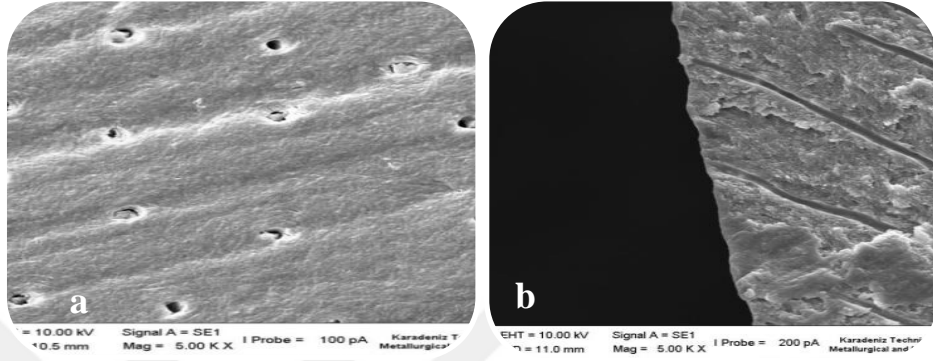 a
= 10.00 kV Signal A = SE1 I Probe = 100 pA Karadeniz T
10.5 mm Mag = 5.00 K X Metallurgical
b
EHT = 10.00 kV Signal A = SE1 I Probe = 200 pA Karadeniz Techni
= 11.0 mm Mag = 5.00 K X Metallurgical and